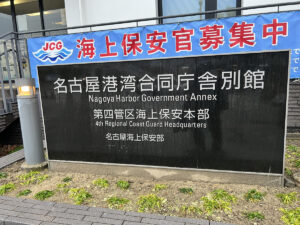 JCG 海上保安官募集中
名古屋港湾合同庁舎別館
Nagoya Harbor Government Annex
第四管区海上保安本部
4th Regional Coast Guard Headquarters
名古屋海上保安部